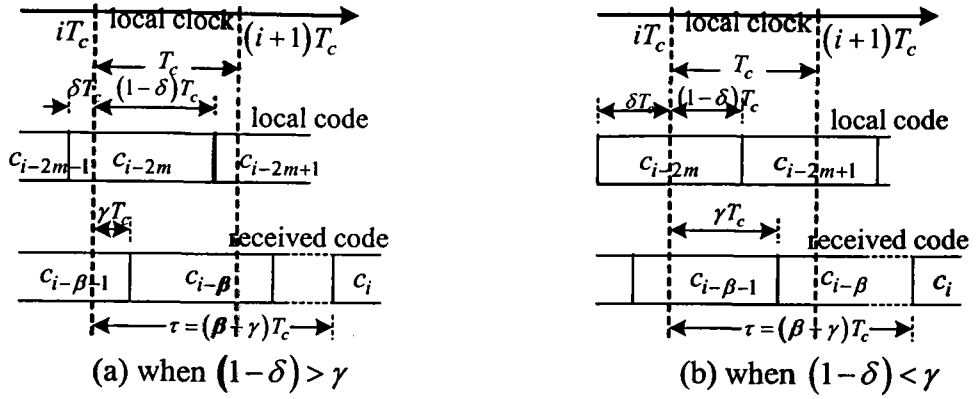 local clock
iT_c (i+1)T_c
T_c
δT_c (1-δ)T_c
local code
c_{i-2m-1} c_{i-2m} c_{i-2m+1}
γT_c
received code
c_{i-β-1} c_{i-β} c_i
τ=(β+γ)T_c
(a) when (1-δ)>γ
local clock
iT_c (i+1)T_c
T_c
δT_c (1-δ)T_c
local code
c_{i-2m} c_{i-2m+1}
γT_c
received code
c_{i-β-1} c_{i-β} c_i
τ=(β+γ)T_c
(b) when (1-δ)<γ